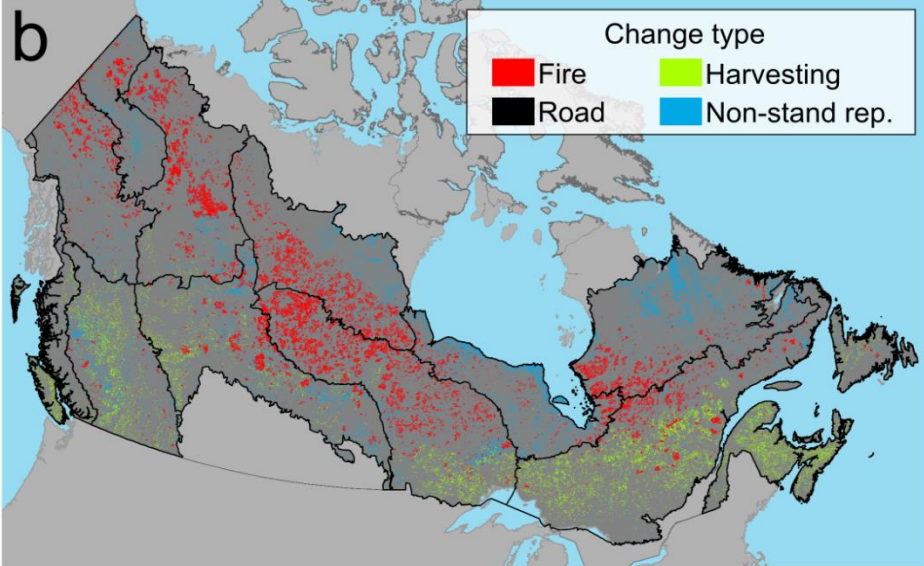 b
Change type
Fire
Harvesting
Road
Non-stand rep.